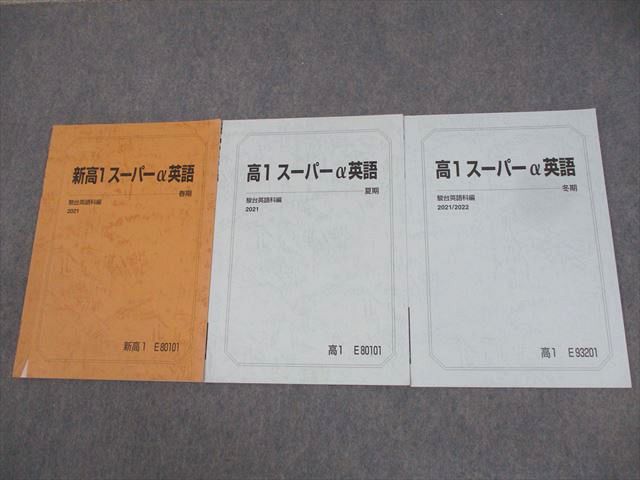 新高1 スーパーα英語
春期
駿台英語科編
2021
新高1 E80101
高1 スーパーα英語
夏期
駿台英語科編
2021
高1 E80101
高1 スーパーα英語
冬期
駿台英語科編
2021/2022
高1 E93201